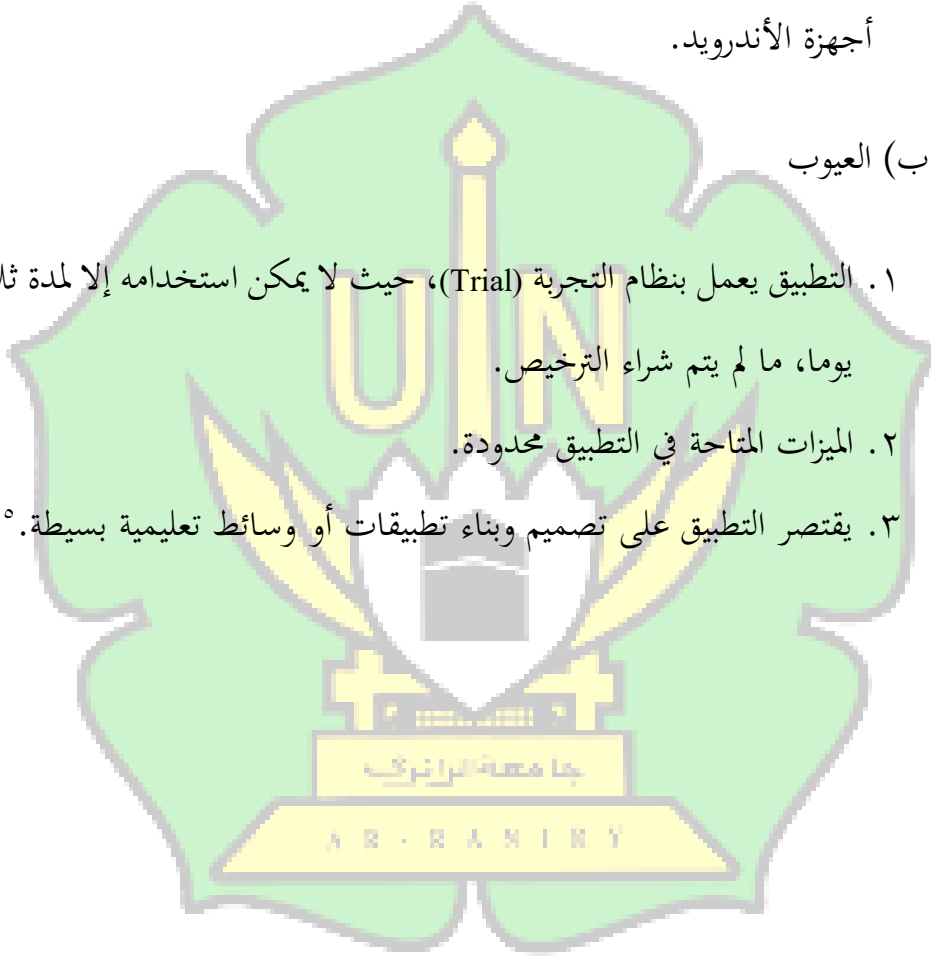 أجهزة الأندرويد.
ب) العيوب
١. التطبيق يعمل بنظام التجربة (Trial)، حيث لا يمكن استخدامه إلا لمدة
يوما، ما لم يتم شراء الترخيص.
٢. الميزات المتاحة في التطبيق محدودة.
٣. يقتصر التطبيق على تصميم وبناء تطبيقات أو وسائط تعليمية بسيطة.٥
UIN
جامعة الرانري
AR-RANIRY